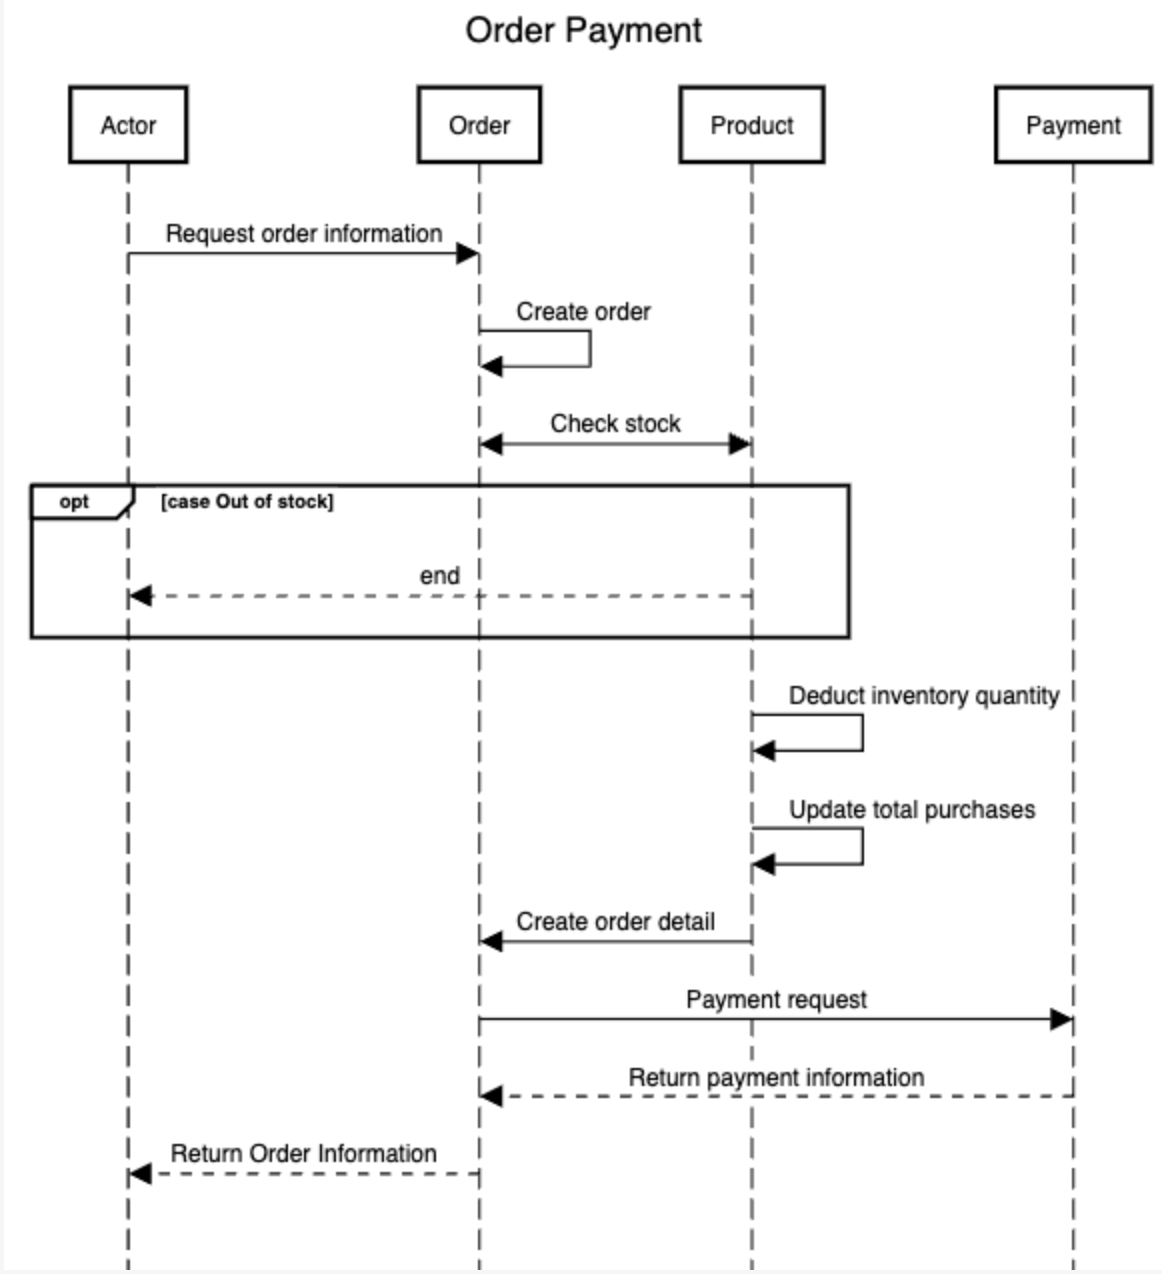 Order Payment
Actor
Order
Product
Payment
Request order information
Create order
Check stock
opt
[case Out of stock]
end
Deduct inventory quantity
Update total purchases
Create order detail
Payment request
Return payment information
Return Order Information